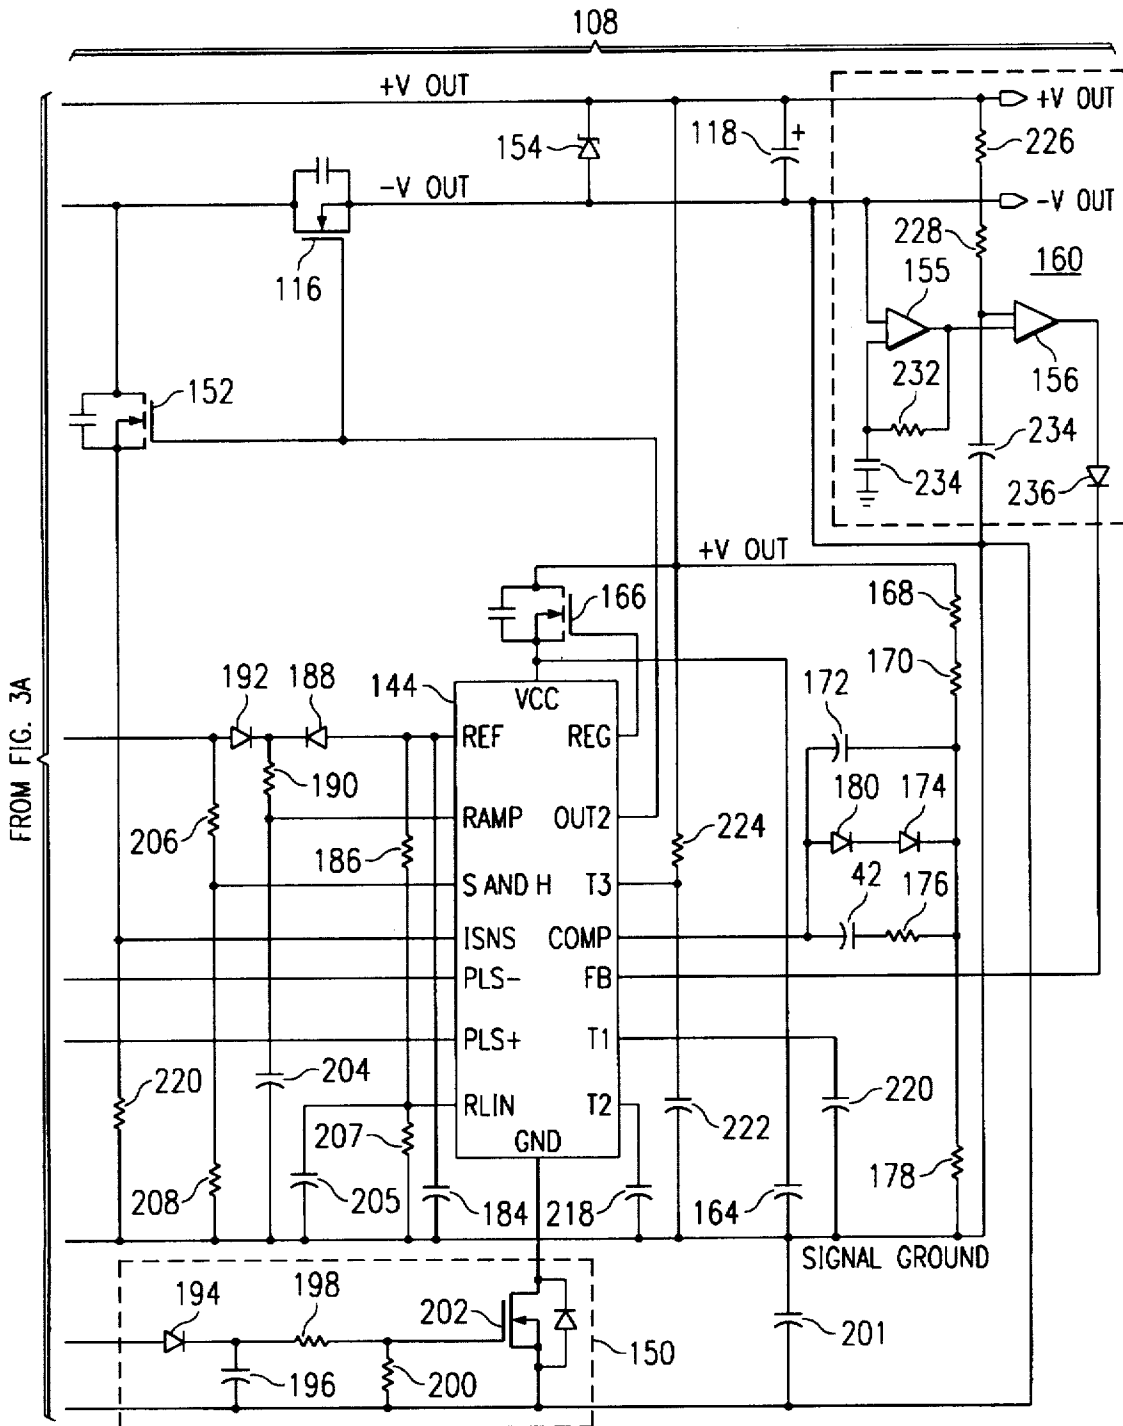 108
+V OUT
+V OUT
154
118
+
226
-V OUT
-V OUT
228
160
116
155
152
232
156
234
234
236
+V OUT
166
168
170
FROM FIG. 3A
192
188
144
VCC
172
REF
REG
190
180
174
206
RAMP
OUT2
224
186
42
176
S AND H
T3
ISNS
COMP
PLS-
FB
PLS+
T1
220
204
220
RLIN
T2
222
207
GND
178
208
205
184
218
164
SIGNAL GROUND
194
198
202
201
150
196
200